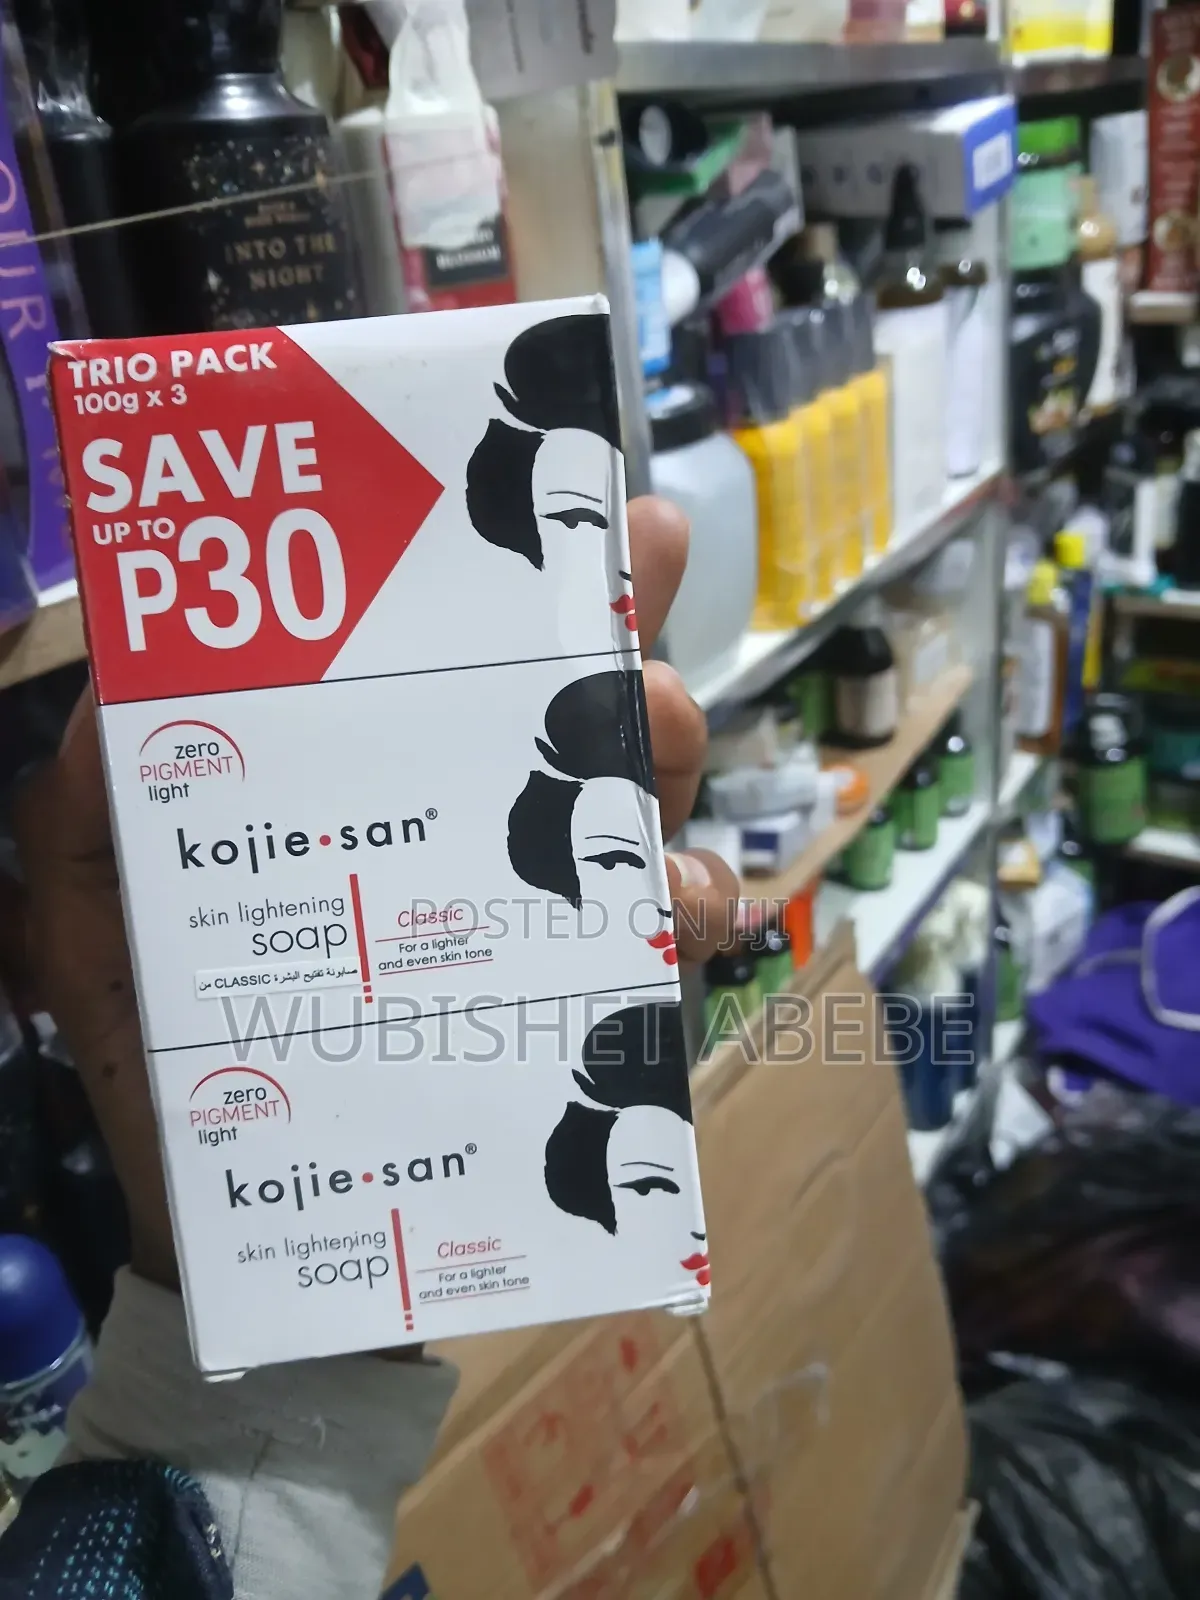 INTO THE
NIGHT
TRIO PACK
100g x 3
SAVE
UP TO
P30
zero
PIGMENT
light
kojie•san®
skin lightening
soap
Classic
For a lighter
and even skin tone
صابونة تفتيح البشرة CLASSIC من
POSTED ON JIJI
WUBISHET ABEBE
zero
PIGMENT
light
kojie•san®
skin lightening
soap
Classic
For a lighter
and even skin tone